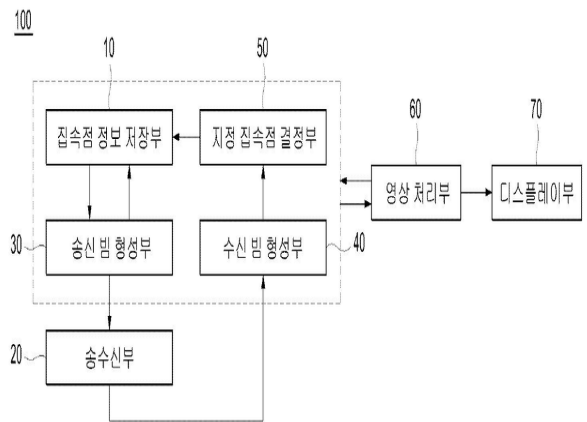 100
10
50
60
70
집속점 정보 저장부
지정 집속점 결정부
영상 처리부
디스플레이부
30
송신 빔 형성부
수신 빔 형성부
40
20
송수신부